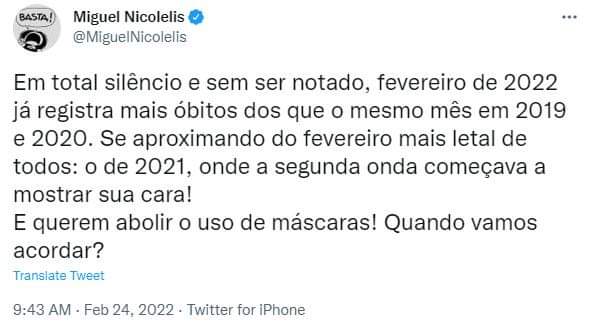 BASTA!
Miguel Nicolelis
@MiguelNicolelis
Em total silêncio e sem ser notado, fevereiro de 2022
já registra mais óbitos dos que o mesmo mês em 2019
e 2020. Se aproximando do fevereiro mais letal de
todos: o de 2021, onde a segunda onda começava a
mostrar sua cara!
E querem abolir o uso de máscaras! Quando vamos
acordar?
Translate Tweet
9:43 AM · Feb 24, 2022 · Twitter for iPhone